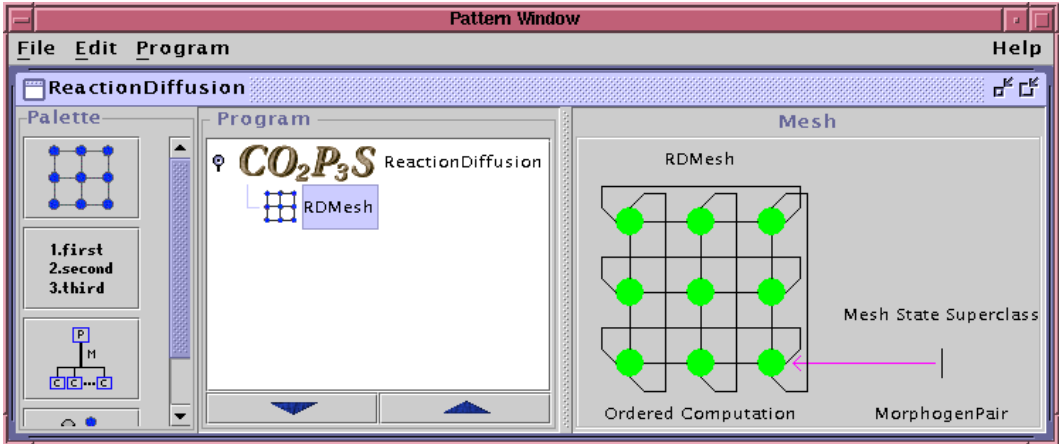 Pattern Window
File Edit Program Help
ReactionDiffusion
Palette
Program
Mesh
CO₂P₃S ReactionDiffusion
RDMesh
RDMesh
1.first
2.second
3.third
P
M
C C ... C
Mesh State Superclass
Ordered Computation
MorphogenPair